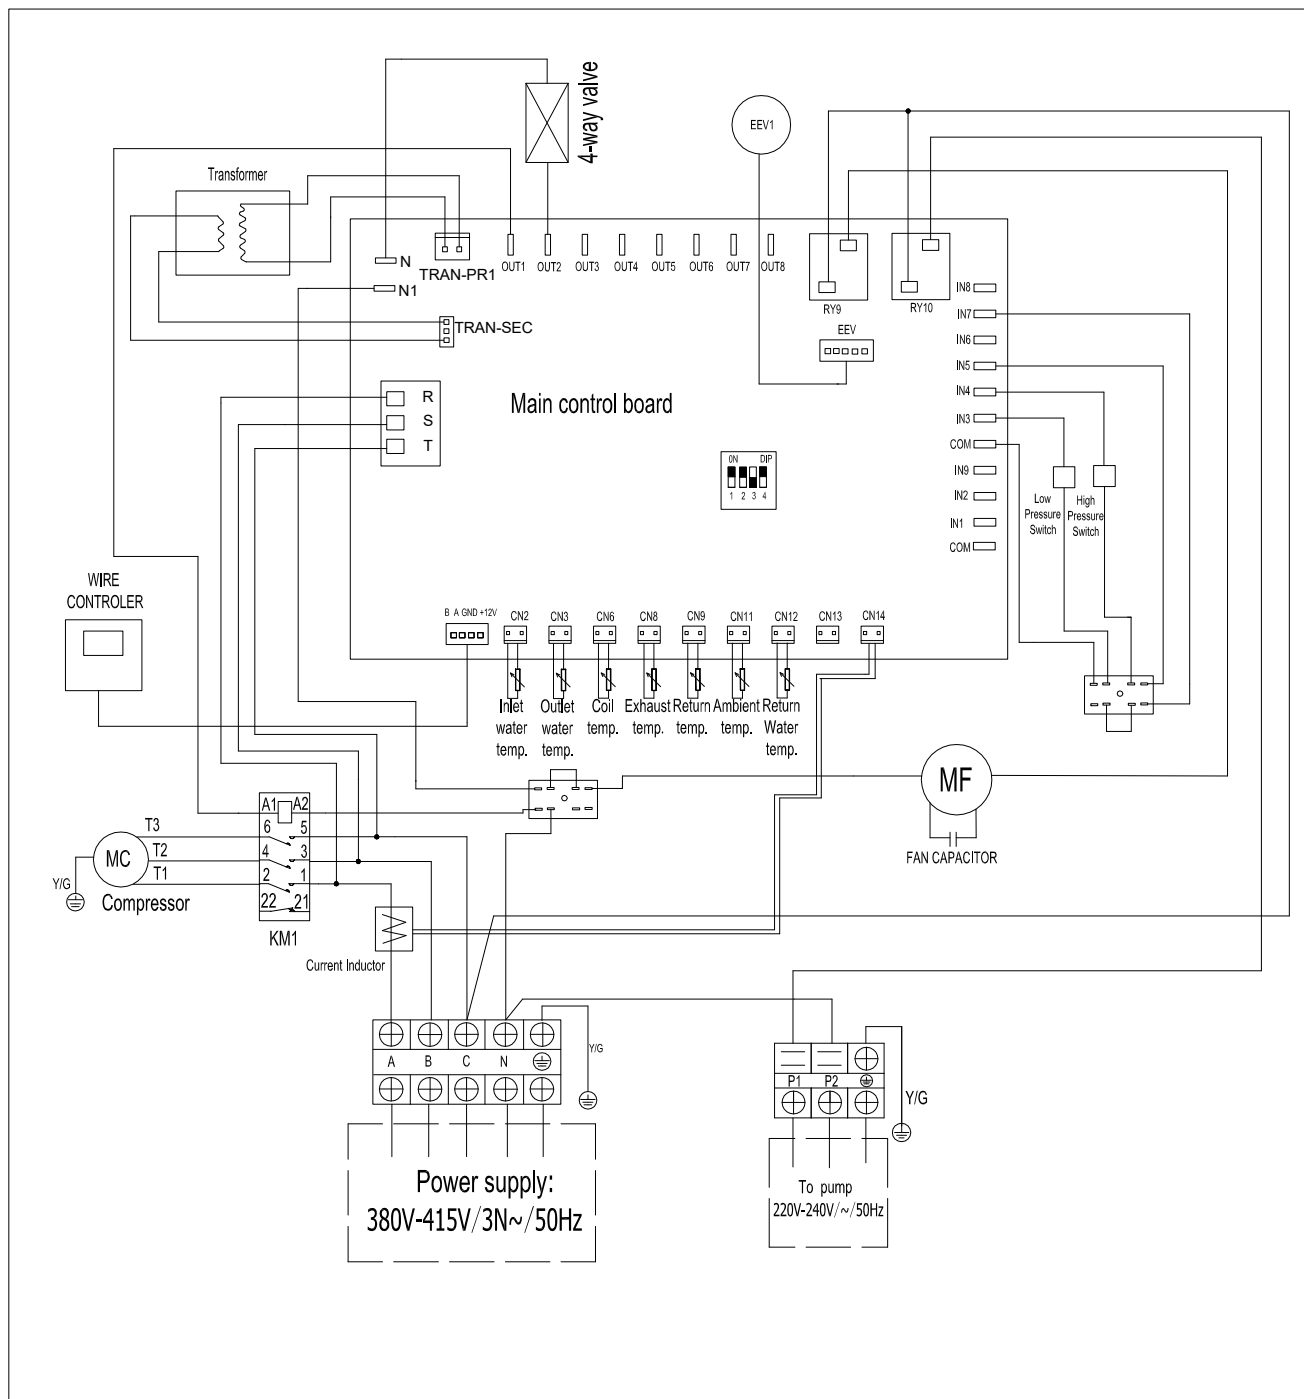 4-way valve
EEV1
Transformer
TRAN-PR1
N
N1
OUT1
OUT2
OUT3
OUT4
OUT5
OUT6
OUT7
OUT8
RY9
RY10
TRAN-SEC
EEV
IN8
IN7
IN6
IN5
IN4
IN3
COM
IN9
IN2
IN1
COM
R
S
T
Main control board
ON DIP
1 2 3 4
Low
Pressure
Switch
High
Pressure
Switch
WIRE
CONTROLER
B A GND +12V
CN2
CN3
CN6
CN8
CN9
CN11
CN12
CN13
CN14
Inlet
water
temp.
Outlet
water
temp.
Coil
temp.
Exhaust
temp.
Return
temp.
Ambient
temp.
Return
Water
temp.
MF
FAN CAPACITOR
A1 A2
6 5
4 3
2 1
22 21
KM1
T3
T2
T1
MC
Y/G
Compressor
Current Inductor
A B C N
Y/G
P1 P2
Y/G
Power supply:
380V-415V/3N~/50Hz
To pump
220V-240V/~/50Hz